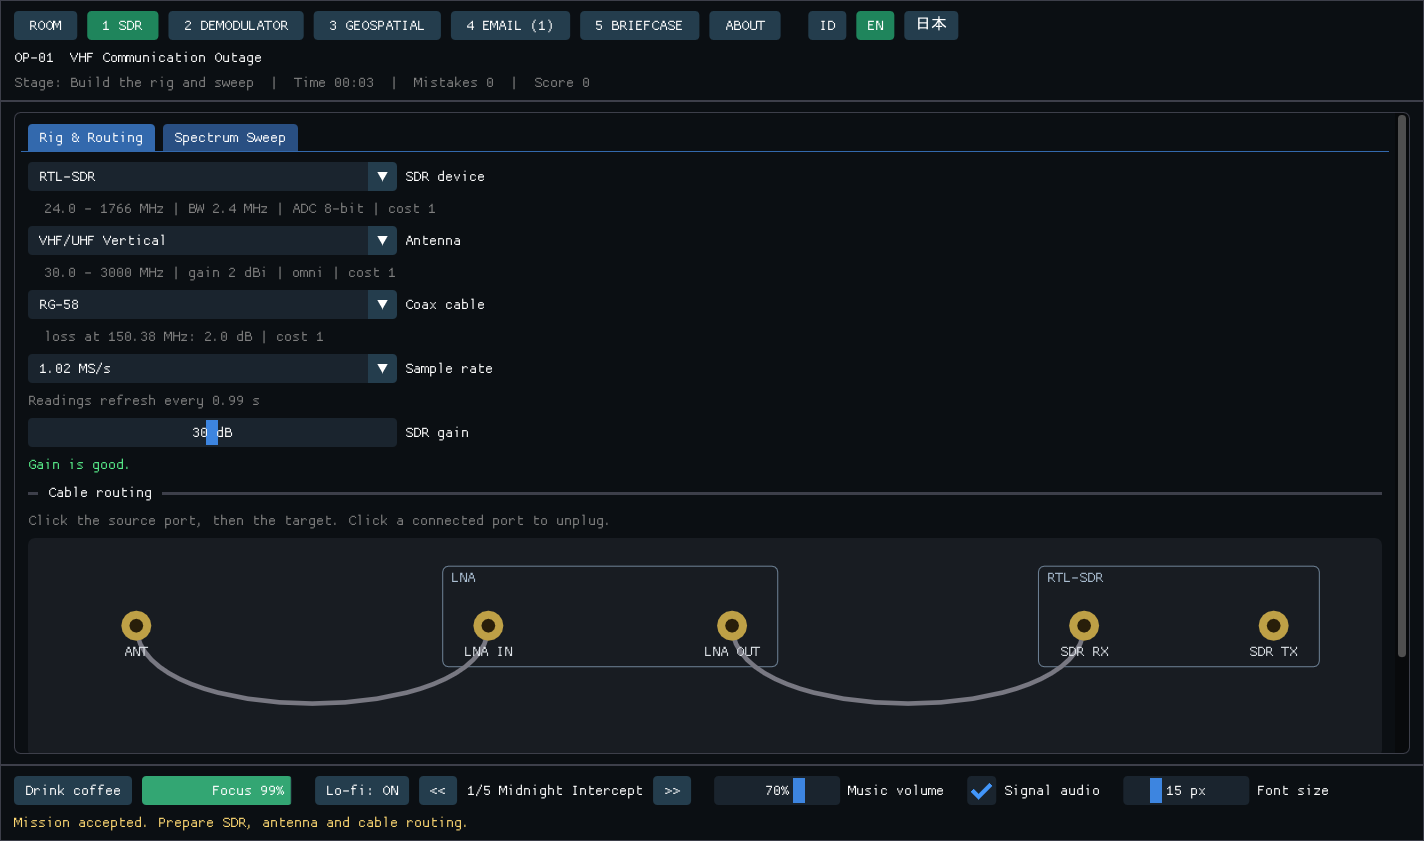 ROOM 1 SDR 2 DEMODULATOR 3 GEOSPATIAL 4 EMAIL (1) 5 BRIEFCASE ABOUT ID EN 日本
OP-01 VHF Communication Outage
Stage: Build the rig and sweep | Time 00:03 | Mistakes 0 | Score 0
Rig & Routing Spectrum Sweep
RTL-SDR SDR device
24.0 - 1766 MHz | BW 2.4 MHz | ADC 8-bit | cost 1
VHF/UHF Vertical Antenna
30.0 - 3000 MHz | gain 2 dBi | omni | cost 1
RG-58 Coax cable
loss at 150.38 MHz: 2.0 dB | cost 1
1.02 MS/s Sample rate
Readings refresh every 0.99 s
30 dB SDR gain
Gain is good.
Cable routing
Click the source port, then the target. Click a connected port to unplug.
LNA RTL-SDR
ANT LNA IN LNA OUT SDR RX SDR TX
Drink coffee Focus 99% Lo-fi: ON << 1/5 Midnight Intercept >> 70% Music volume Signal audio 15 px Font size
Mission accepted. Prepare SDR, antenna and cable routing.